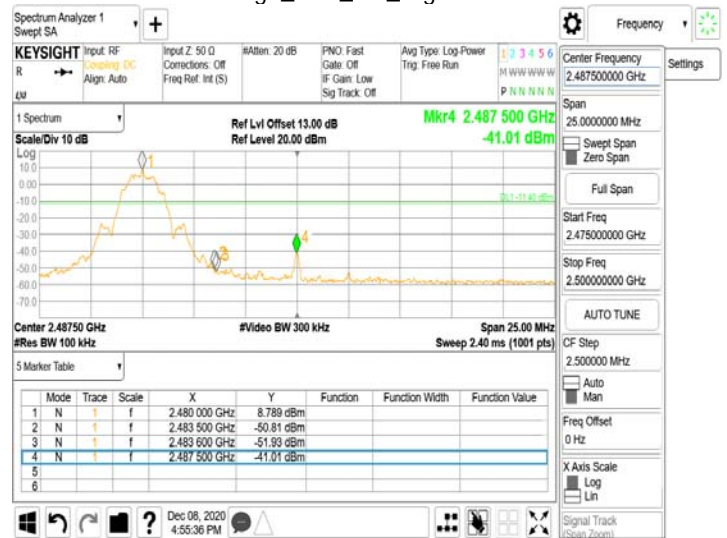 Spectrum Analyzer 1
Swept SA
Frequency
Settings
KEYSIGHT
R
Input: RF
Coupling: DC
Align: Auto
Input Z: 50 Ω
Corrections: Off
Freq Ref: Int (S)
#Atten: 20 dB
PNO: Fast
Gate: Off
IF Gain: Low
Sig Track: Off
Avg Type: Log-Power
Trig: Free Run
1 2 3 4 5 6
M W W W W W
P N N N N N
1 Spectrum
Scale/Div 10 dB
Ref Lvl Offset 13.00 dB
Ref Level 20.00 dBm
Mkr4 2.487 500 GHz
-41.01 dBm
Log
10.0
0.00
-10.0
-20.0
-30.0
-40.0
-50.0
-60.0
-70.0
1
3
4
DL1 -11.40 dBm
Center 2.48750 GHz
#Res BW 100 kHz
#Video BW 300 kHz
Span 25.00 MHz
Sweep 2.40 ms (1001 pts)
5 Marker Table
Mode Trace Scale X Y Function Function Width Function Value
1 N 1 f 2.480 000 GHz 8.789 dBm
2 N 1 f 2.483 500 GHz -50.81 dBm
3 N 1 f 2.483 600 GHz -51.93 dBm
4 N 1 f 2.487 500 GHz -41.01 dBm
5
6
Dec 08, 2020
4:55:36 PM
Center Frequency
2.487500000 GHz
Span
25.0000000 MHz
Swept Span
Zero Span
Full Span
Start Freq
2.475000000 GHz
Stop Freq
2.500000000 GHz
AUTO TUNE
CF Step
2.500000 MHz
Auto
Man
Freq Offset
0 Hz
X Axis Scale
Log
Lin
Signal Track
(Span Zoom)